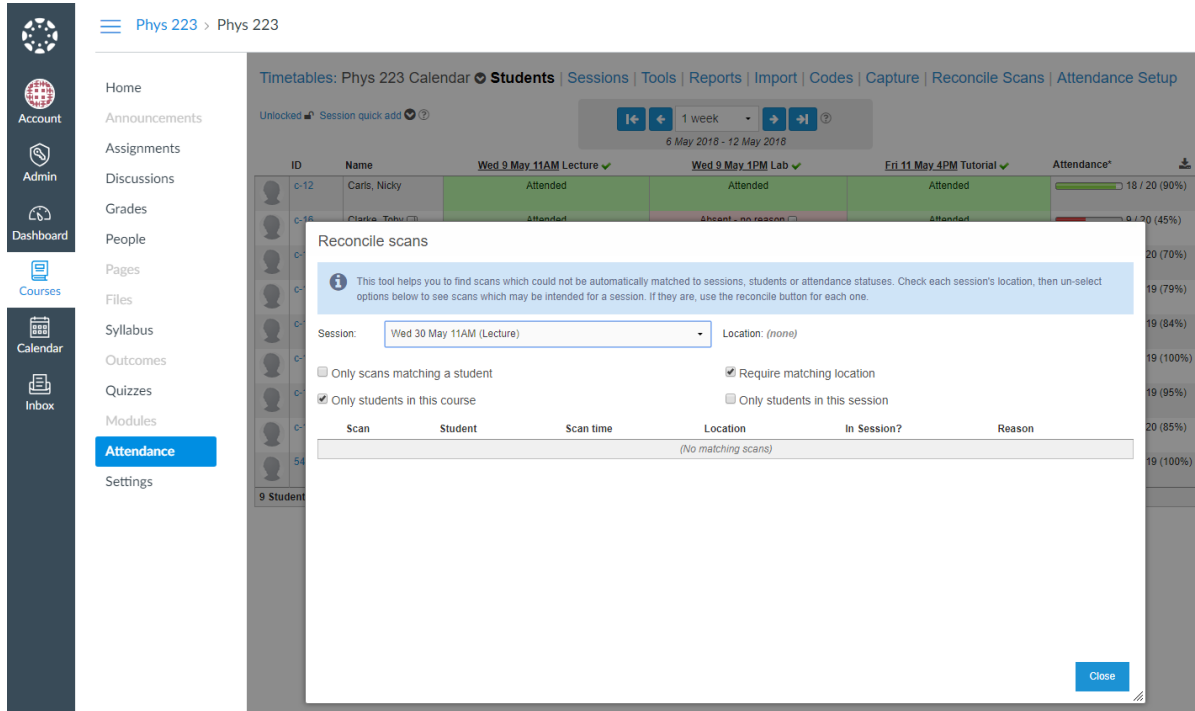 Phys 223 > Phys 223
Account
Admin
Dashboard
Courses
Calendar
Inbox
Home
Announcements
Assignments
Discussions
Grades
People
Pages
Files
Syllabus
Outcomes
Quizzes
Modules
Attendance
Settings
Timetables: Phys 223 Calendar Students | Sessions | Tools | Reports | Import | Codes | Capture | Reconcile Scans | Attendance Setup
Unlocked Session quick add ?
1 week ?
6 May 2018 - 12 May 2018
ID Name Wed 9 May 11AM Lecture Wed 9 May 1PM Lab Fri 11 May 4PM Tutorial Attendance*
c-12 Carls, Nicky Attended Attended Attended 18 / 20 (90%)
c-16 Clarke, Toby Attended Absent - no reason Attended 9 / 20 (45%)
20 (70%)
19 (79%)
19 (84%)
19 (100%)
19 (95%)
20 (85%)
54 19 (100%)
9 Student
Reconcile scans
This tool helps you to find scans which could not be automatically matched to sessions, students or attendance statuses. Check each session's location, then un-select
options below to see scans which may be intended for a session. If they are, use the reconcile button for each one.
Session: Wed 30 May 11AM (Lecture) Location: (none)
Only scans matching a student Require matching location
Only students in this course Only students in this session
Scan Student Scan time Location In Session? Reason
(No matching scans)
Close